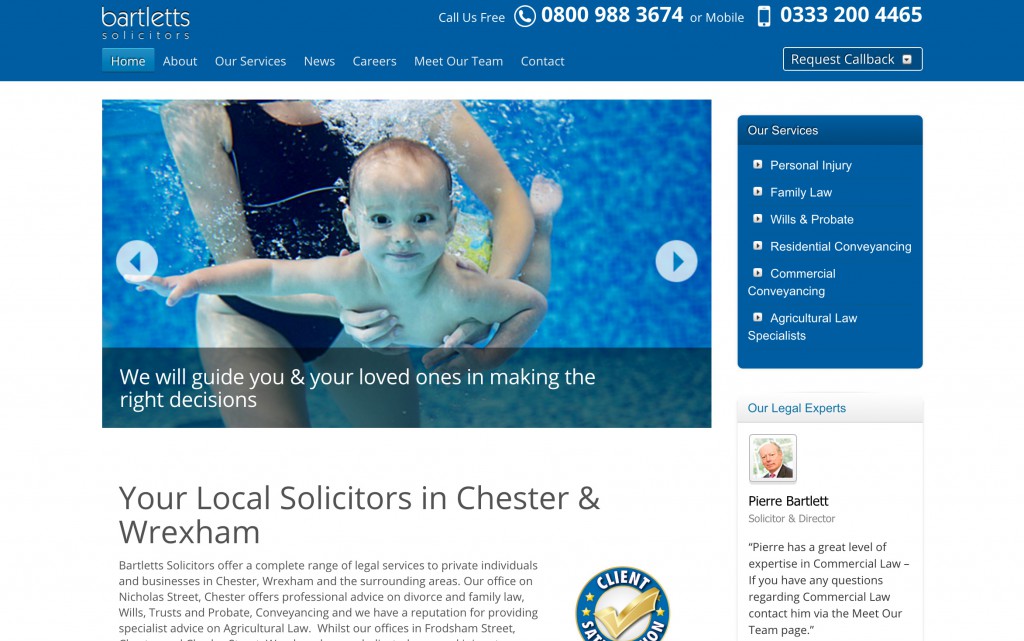 bartletts
solicitors
Call Us Free 0800 988 3674 or Mobile 0333 200 4465
Home About Our Services News Careers Meet Our Team Contact
Request Callback
We will guide you & your loved ones in making the
right decisions
Our Services
Personal Injury
Family Law
Wills & Probate
Residential Conveyancing
Commercial
Conveyancing
Agricultural Law
Specialists
Our Legal Experts
Pierre Bartlett
Solicitor & Director
“Pierre has a great level of
expertise in Commercial Law –
If you have any questions
regarding Commercial Law
contact him via the Meet Our
Team page.”
Your Local Solicitors in Chester &
Wrexham
Bartletts Solicitors offer a complete range of legal services to private individuals
and businesses in Chester, Wrexham and the surrounding areas. Our office on
Nicholas Street, Chester offers professional advice on divorce and family law,
Wills, Trusts and Probate, Conveyancing and we have a reputation for providing
specialist advice on Agricultural Law.  Whilst our offices in Frodsham Street,
CLIENT